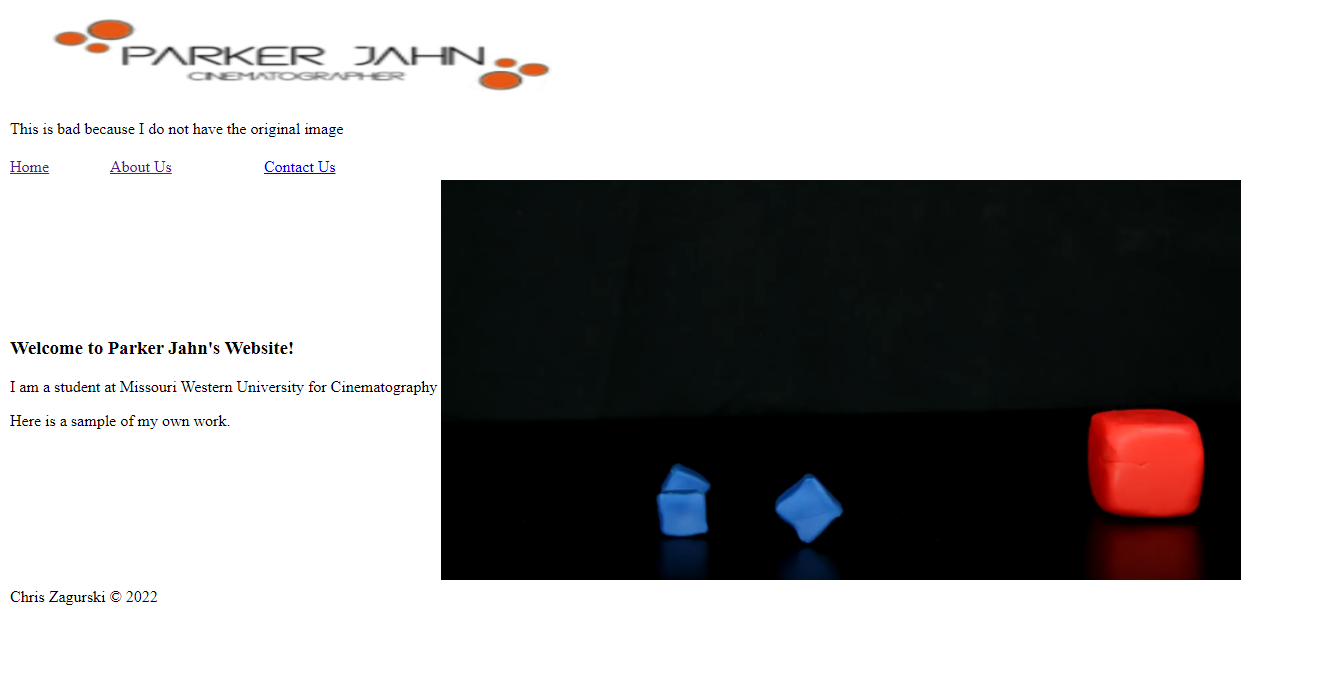 PARKER JAHN
CINEMATOGRAPHER
This is bad because I do not have the original image
Home About Us Contact Us
Welcome to Parker Jahn's Website!
I am a student at Missouri Western University for Cinematography
Here is a sample of my own work.
Chris Zagurski © 2022